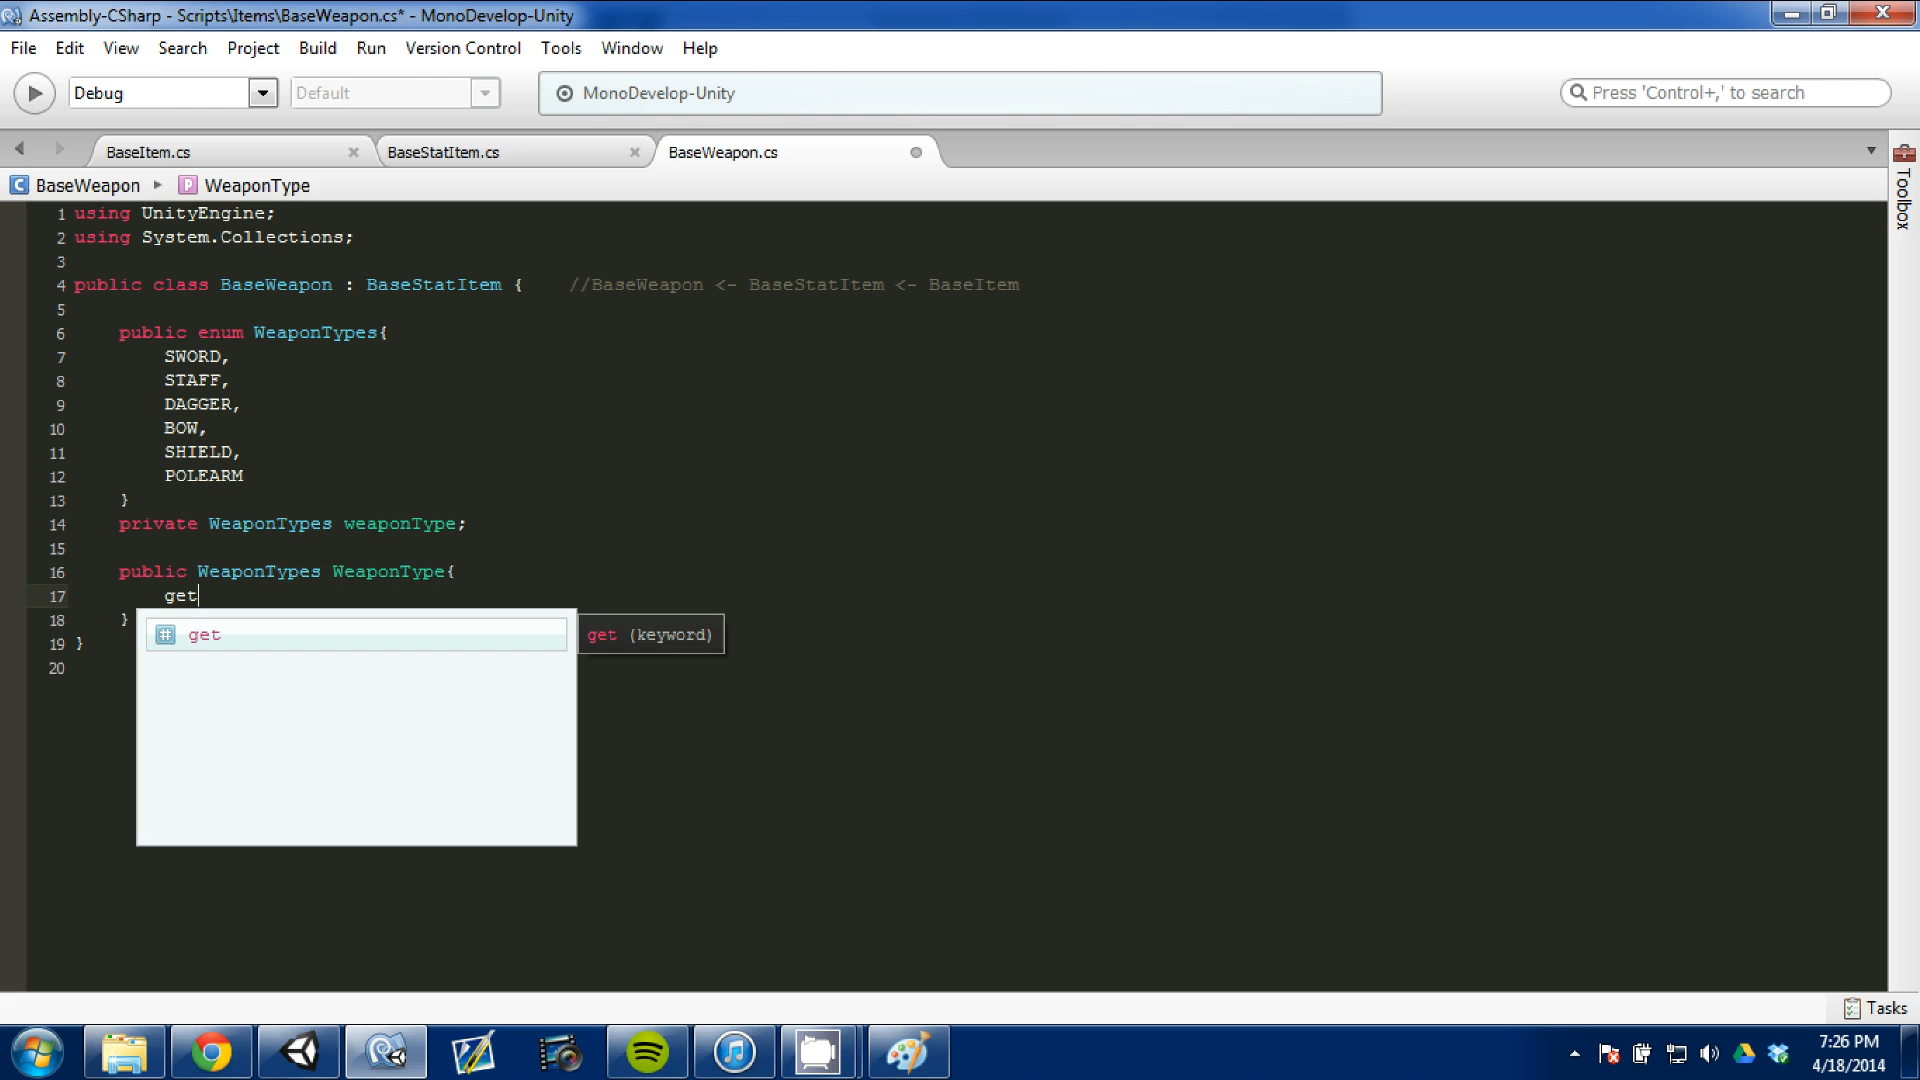 Assembly-CSharp - Scripts\Items\BaseWeapon.cs* - MonoDevelop-Unity
File Edit View Search Project Build Run Version Control Tools Window Help
Debug Default MonoDevelop-Unity Press 'Control+,' to search
BaseItem.cs BaseStatItem.cs BaseWeapon.cs
BaseWeapon WeaponType
Toolbox
1 using UnityEngine;
2 using System.Collections;
3
4 public class BaseWeapon : BaseStatItem { //BaseWeapon <- BaseStatItem <- BaseItem
5
6 public enum WeaponTypes{
7 SWORD,
8 STAFF,
9 DAGGER,
10 BOW,
11 SHIELD,
12 POLEARM
13 }
14 private WeaponTypes weaponType;
15
16 public WeaponTypes WeaponType{
17 get
18 }
19 }
20
get get (keyword)
Tasks
7:26 PM
4/18/2014